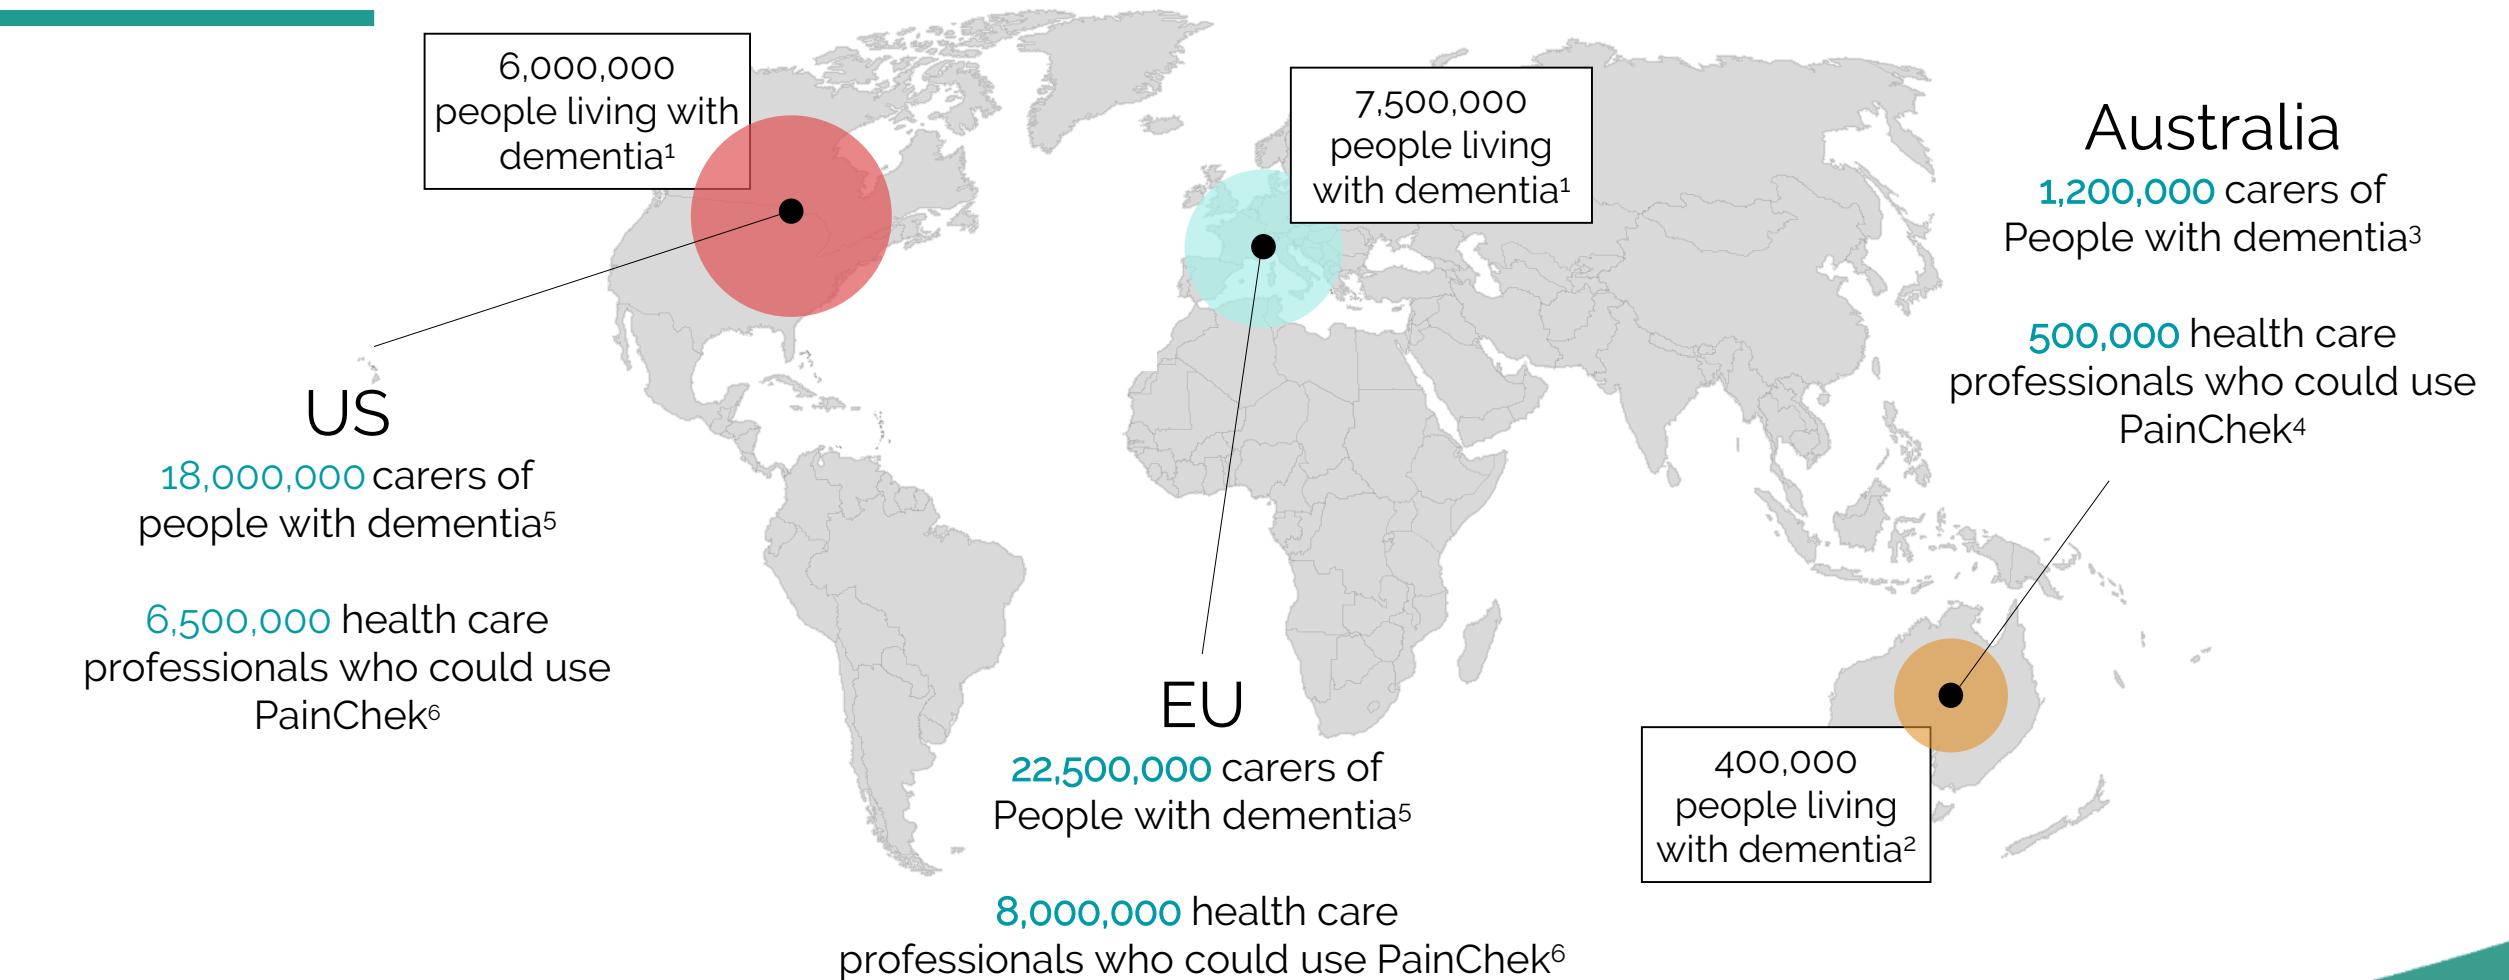 6,000,000
people living with
dementia¹
7,500,000
people living
with dementia¹
Australia
1,200,000 carers of
People with dementia³
500,000 health care
professionals who could use
PainChek⁴
US
18,000,000 carers of
people with dementia⁵
6,500,000 health care
professionals who could use
PainChek⁶
EU
22,500,000 carers of
People with dementia⁵
8,000,000 health care
professionals who could use PainChek⁶
400,000
people living
with dementia²